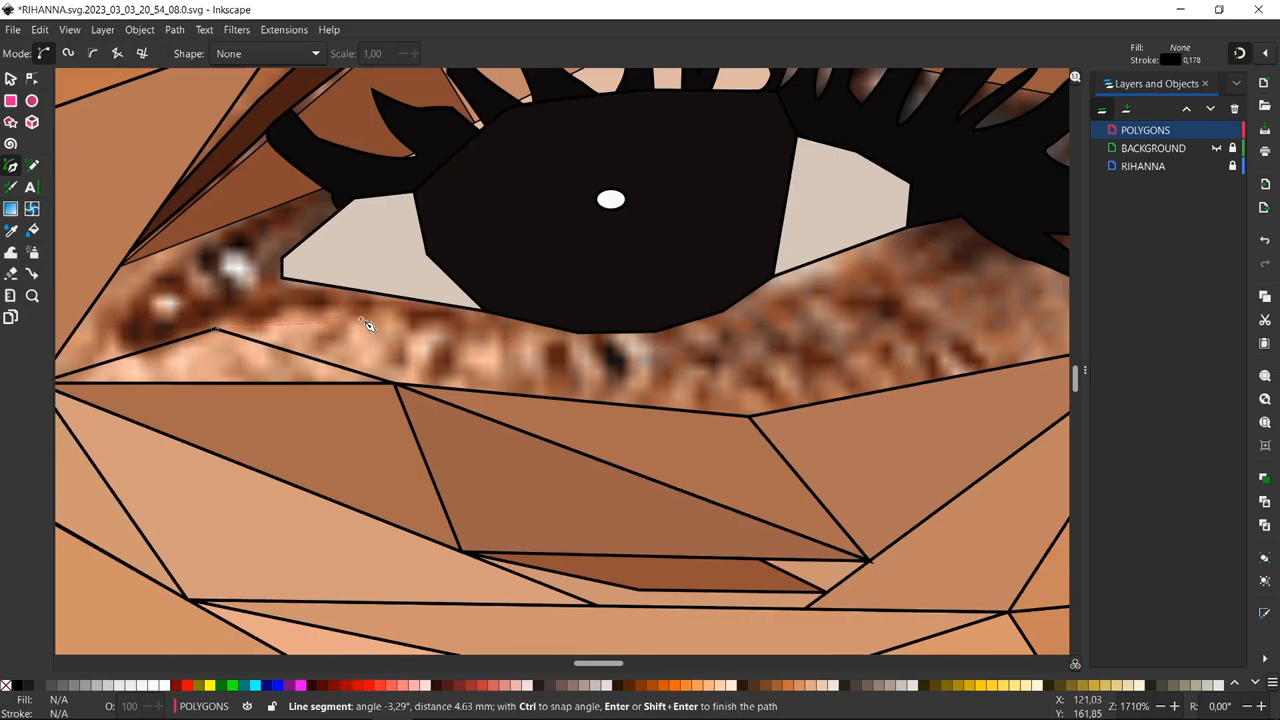 *RIHANNA.svg.2023_03_03_20_54_08.0.svg - Inkscape
File Edit View Layer Object Path Text Filters Extensions Help
Mode: Shape: None Scale: 1,00 Fill: None
Stroke: 0,178
Layers and Objects
POLYGONS
BACKGROUND
RIHANNA
Fill: N/A
Stroke: N/A
O: 100 POLYGONS Line segment: angle -3,29°, distance 4.63 mm; with Ctrl to snap angle, Enter or Shift+Enter to finish the path
X: 121,03
Y: 161,85
Z: 1710% R: 0,00°